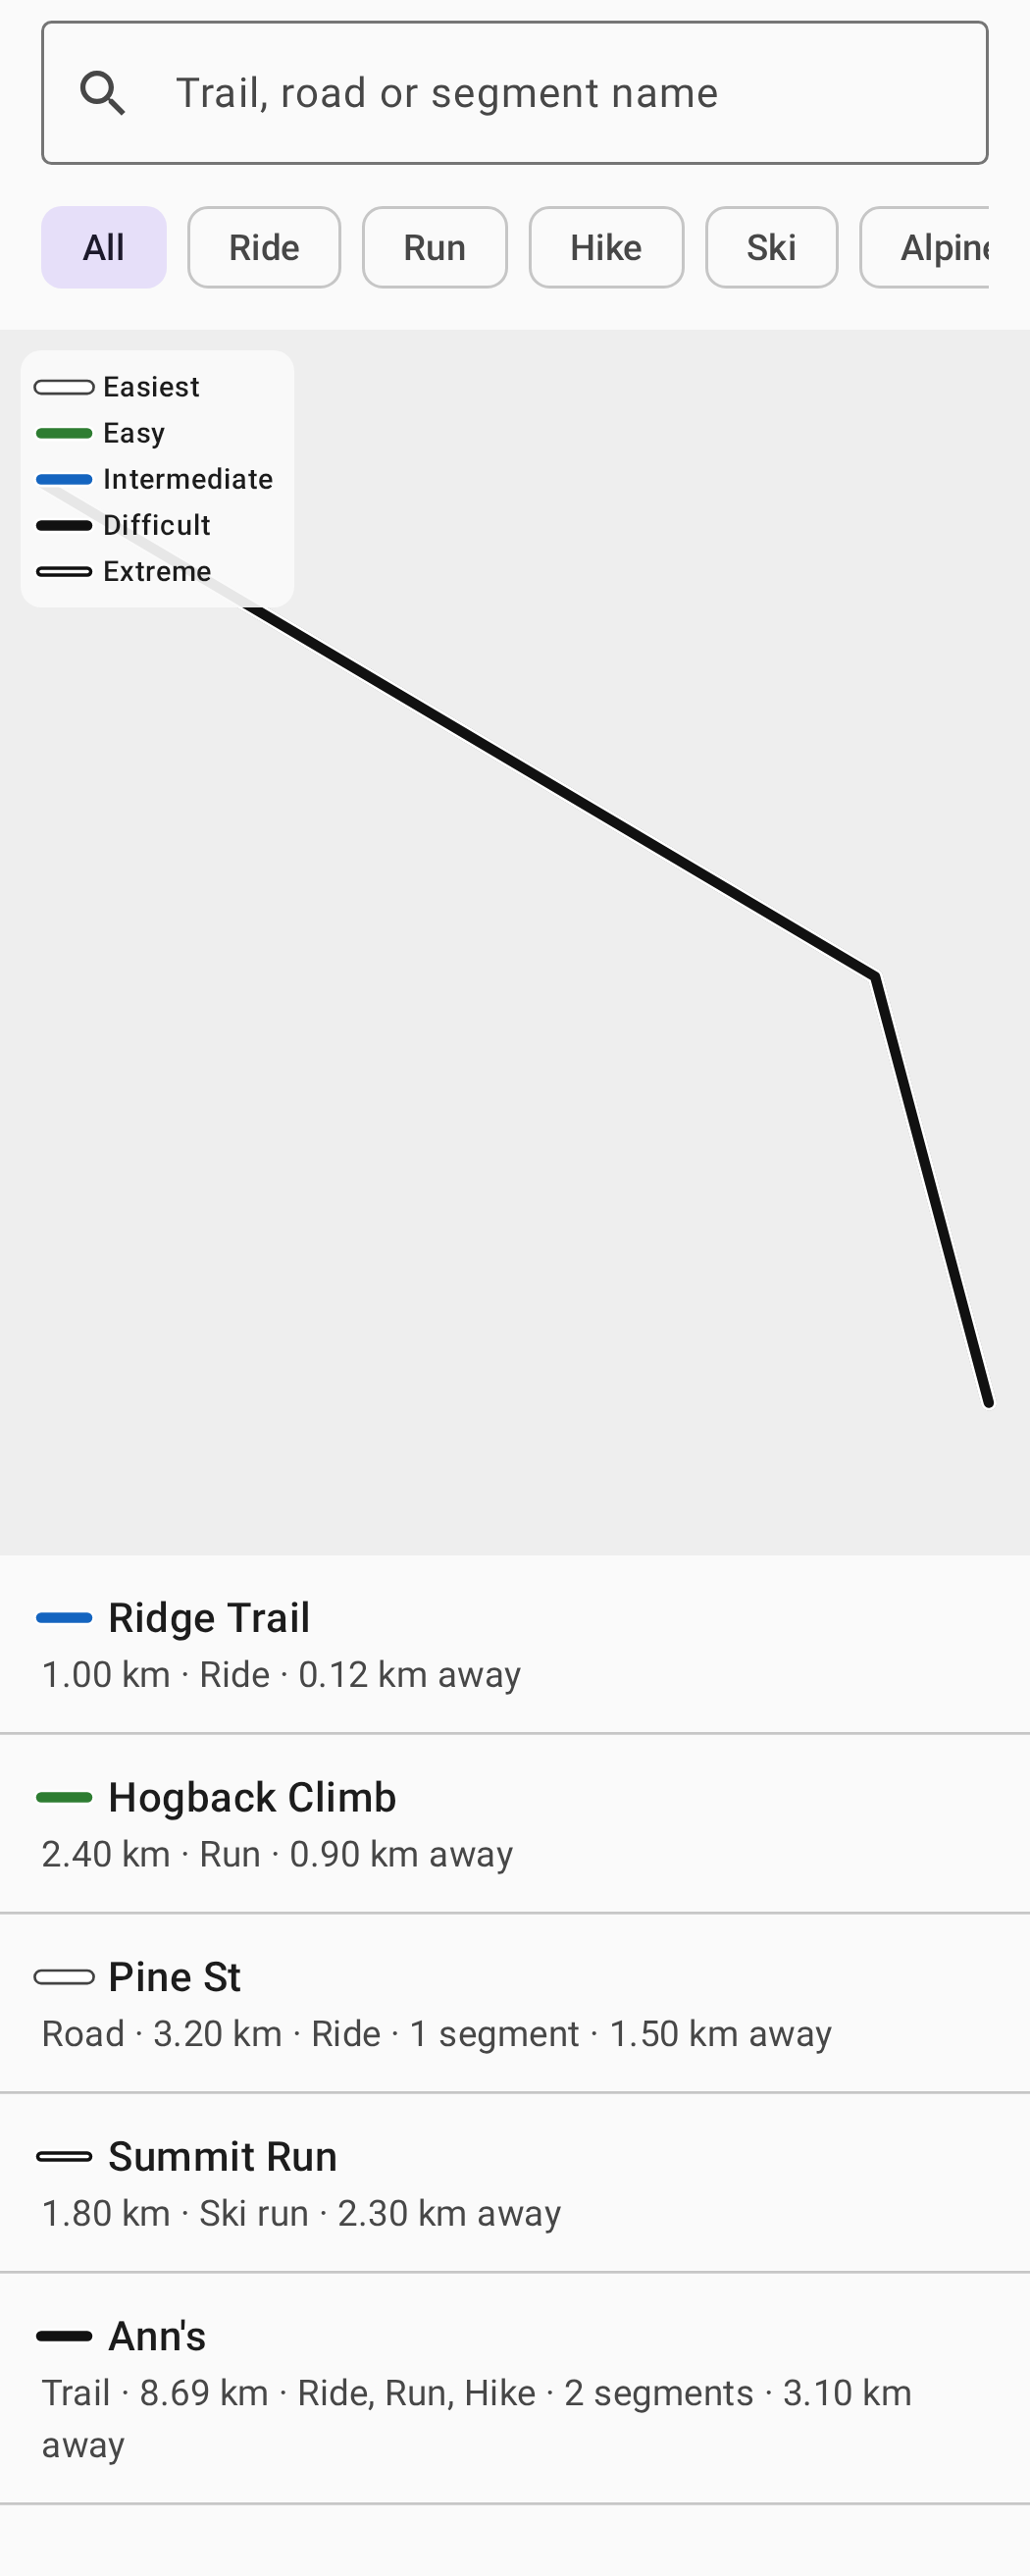 Trail, road or segment name
All Ride Run Hike Ski Alpine
Easiest
Easy
Intermediate
Difficult
Extreme
Ridge Trail
1.00 km · Ride · 0.12 km away
Hogback Climb
2.40 km · Run · 0.90 km away
Pine St
Road · 3.20 km · Ride · 1 segment · 1.50 km away
Summit Run
1.80 km · Ski run · 2.30 km away
Ann's
Trail · 8.69 km · Ride, Run, Hike · 2 segments · 3.10 km
away